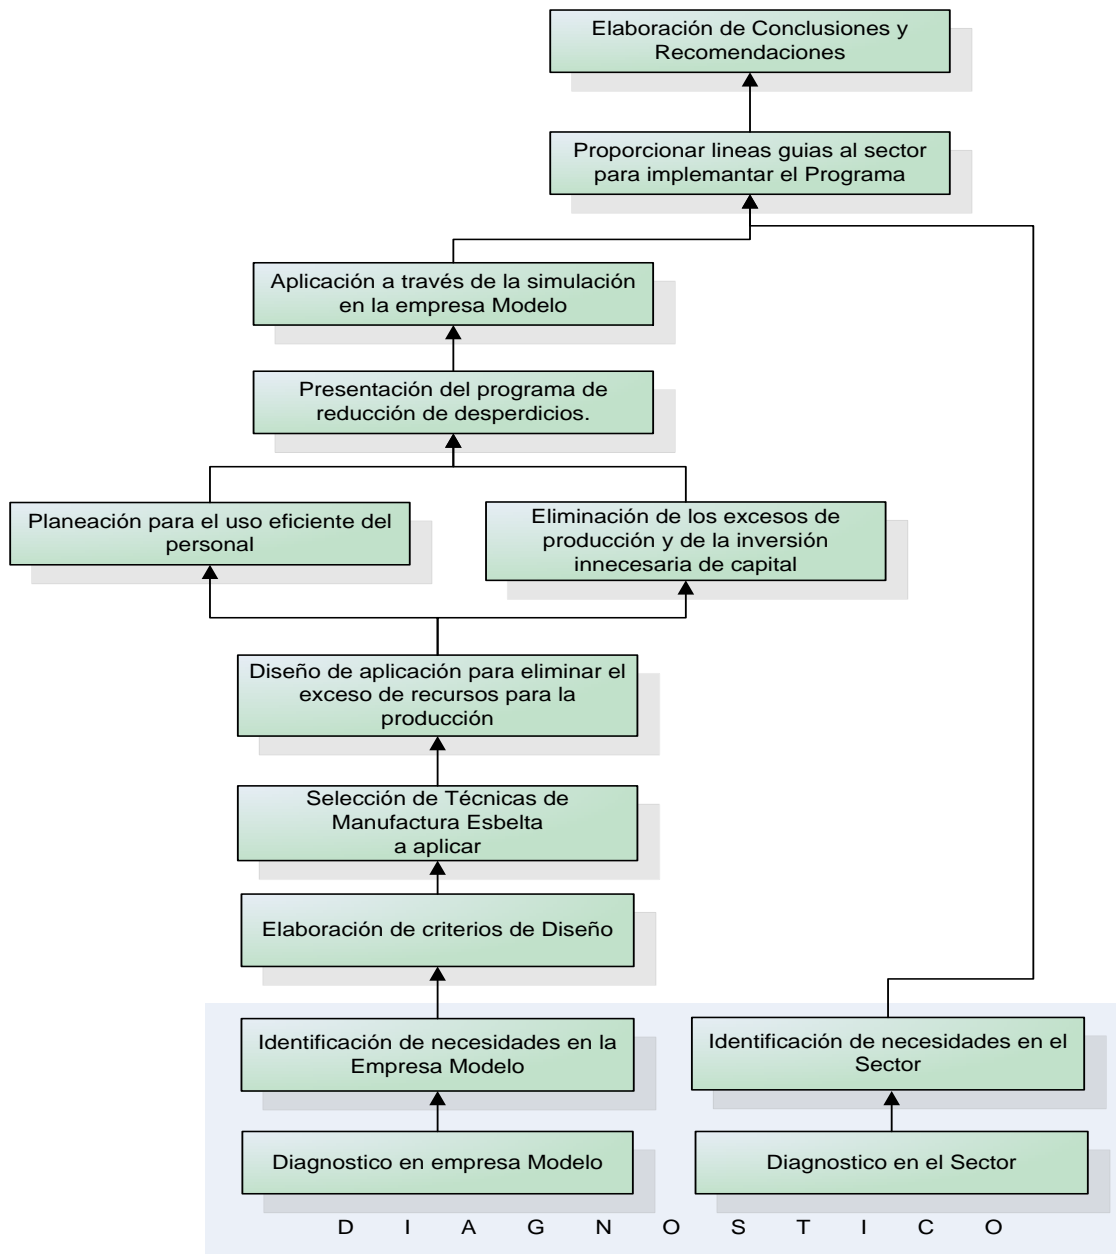 Elaboración de Conclusiones y
Recomendaciones
Proporcionar lineas guias al sector
para implemantar el Programa
Aplicación a través de la simulación
en la empresa Modelo
Presentación del programa de
reducción de desperdicios.
Planeación para el uso eficiente del
personal
Eliminación de los excesos de
producción y de la inversión
innecesaria de capital
Diseño de aplicación para eliminar el
exceso de recursos para la
producción
Selección de Técnicas de
Manufactura Esbelta
a aplicar
Elaboración de criterios de Diseño
Identificación de necesidades en la
Empresa Modelo
Identificación de necesidades en el
Sector
Diagnostico en empresa Modelo
Diagnostico en el Sector
D I A G N O S T I C O